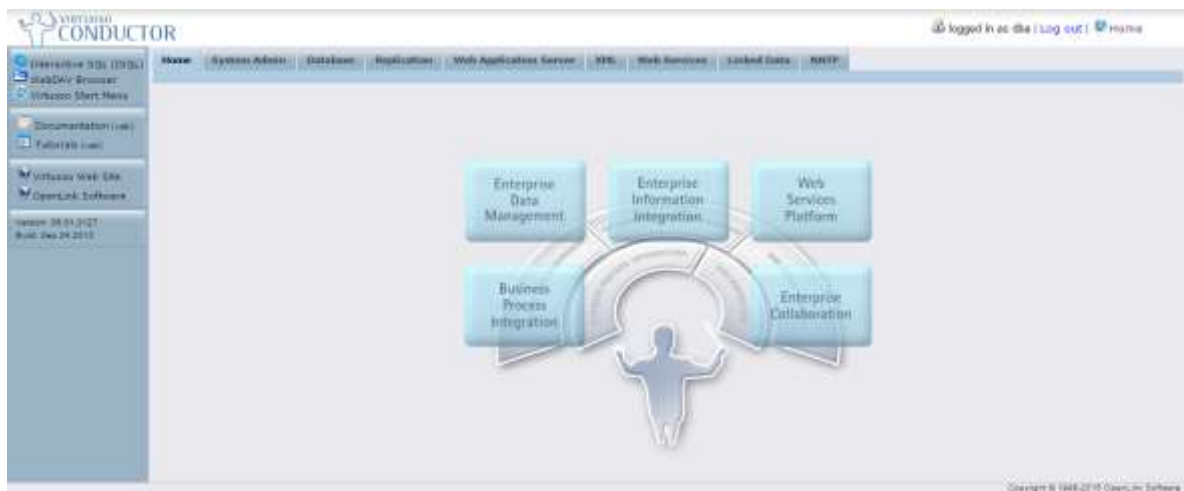 VIRTUOSO
CONDUCTOR
logged in as dba | Log out | Home
Interactive SQL (ISQL)
WebDAV Browser
Virtuoso Start Menu
Documentation (web)
Tutorials (web)
Virtuoso Web Site
OpenLink Software
Home System Admin Database Replication Web Application Server XML Web Services Linked Data NNTP
Enterprise
Data
Management
Enterprise
Information
Integration
Web
Services
Platform
Business
Process
Integration
Enterprise
Collaboration